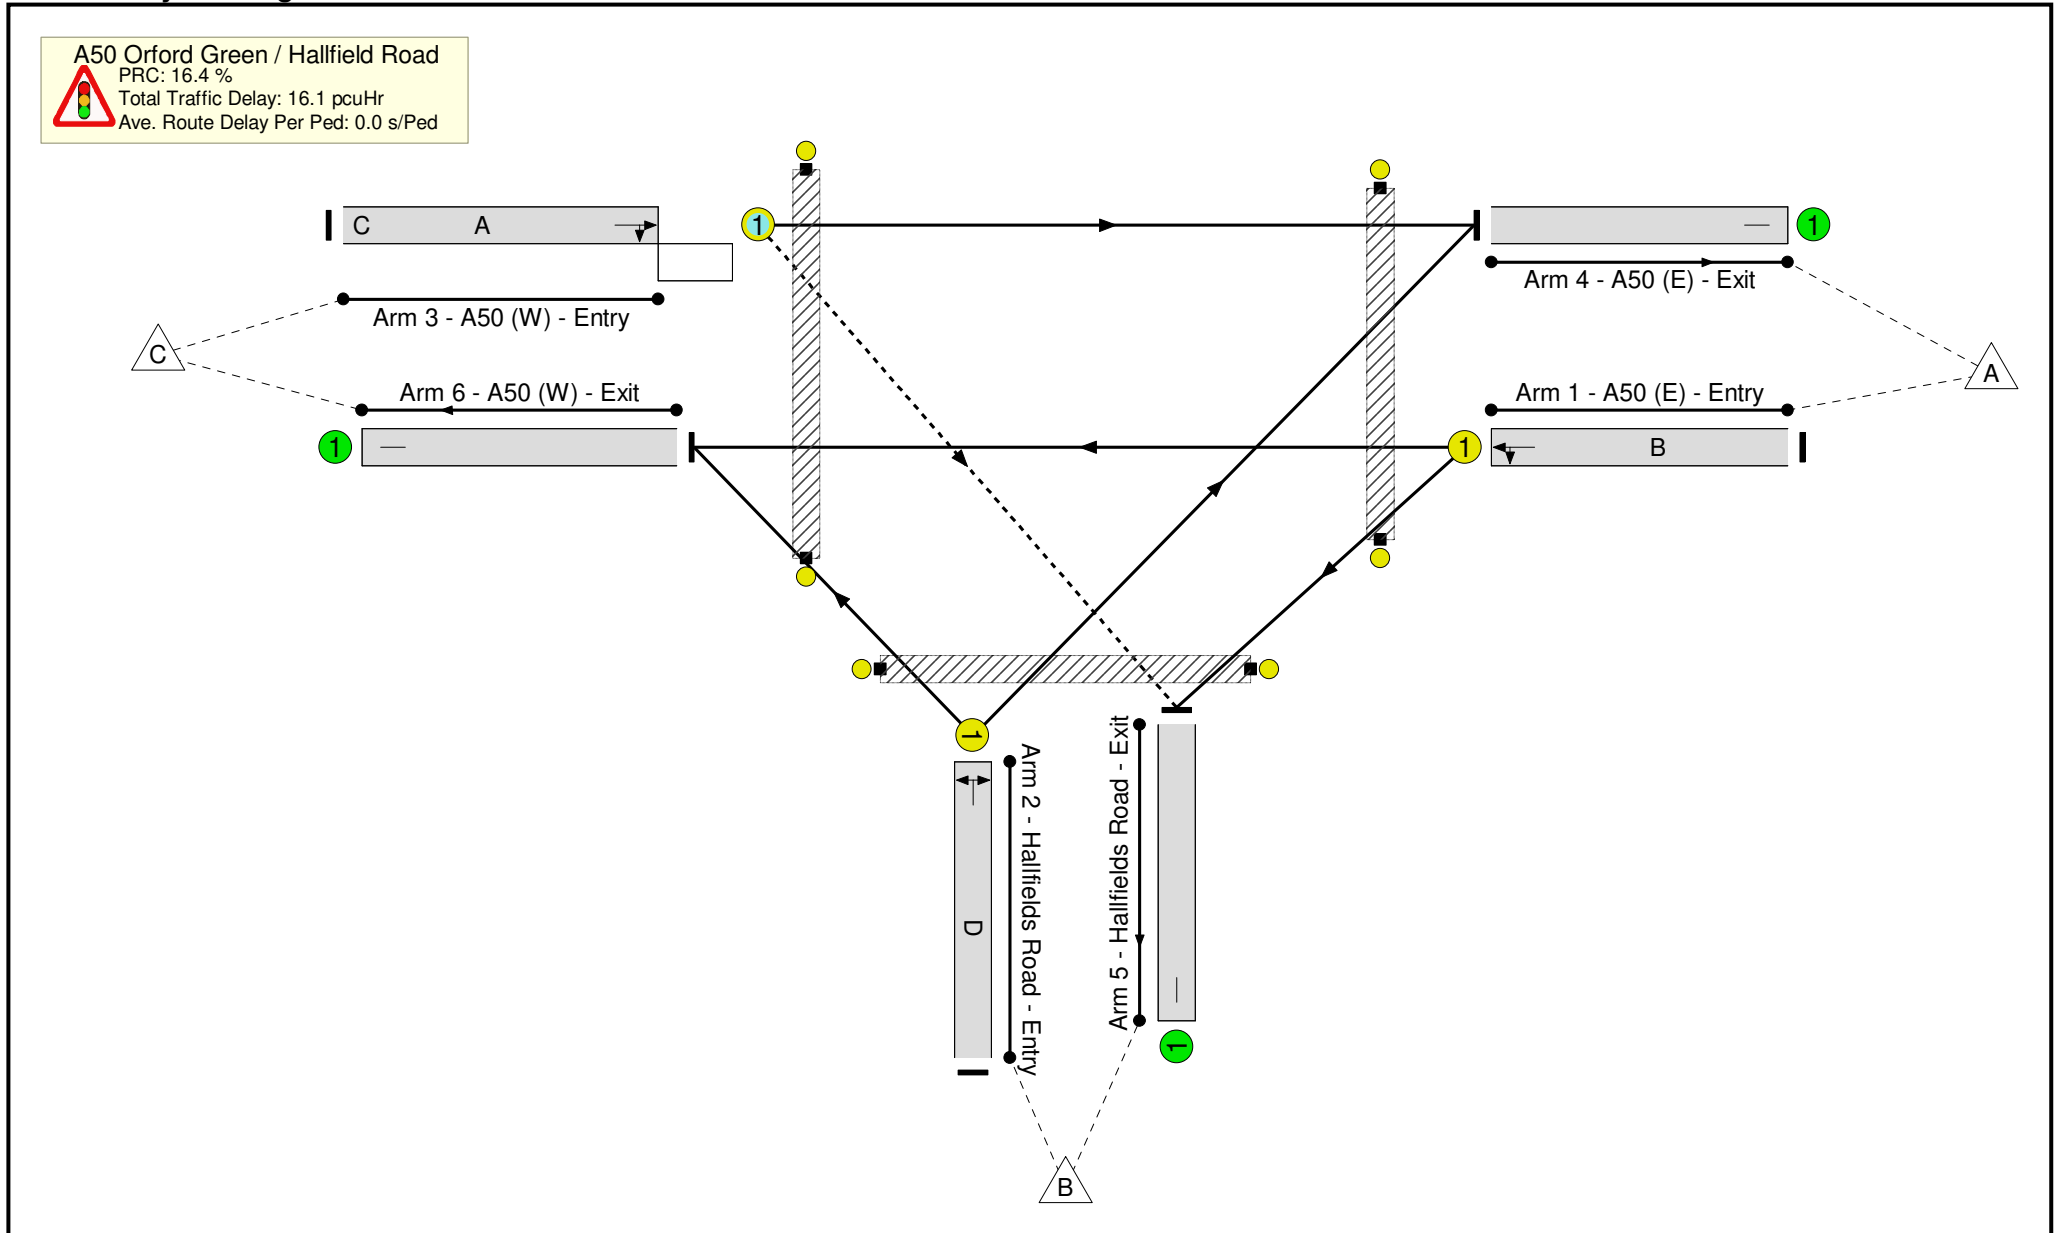 A50 Orford Green / Hallfield Road
PRC: 16.4 %
Total Traffic Delay: 16.1 pcuHr
Ave. Route Delay Per Ped: 0.0 s/Ped
C A
1
1
Arm 3 - A50 (W) - Entry
Arm 4 - A50 (E) - Exit
C
A
Arm 6 - A50 (W) - Exit
Arm 1 - A50 (E) - Entry
1
1
B
1
Arm 2 - Hallfields Road - Entry
Arm 5 - Hallfields Road - Exit
D
1
B